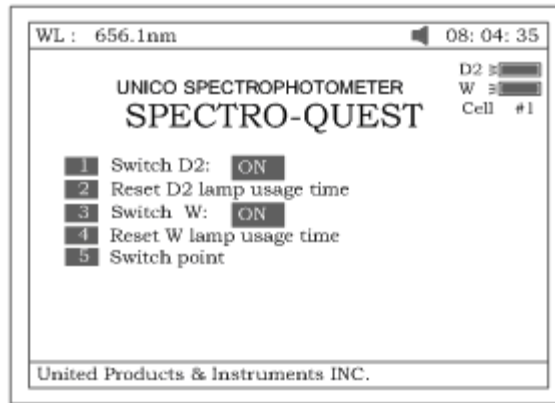 WL : 656.1nm 08: 04: 35
D2
W
Cell #1
UNICO SPECTROPHOTOMETER
SPECTRO-QUEST
1 Switch D2: ON
2 Reset D2 lamp usage time
3 Switch W: ON
4 Reset W lamp usage time
5 Switch point
United Products & Instruments INC.